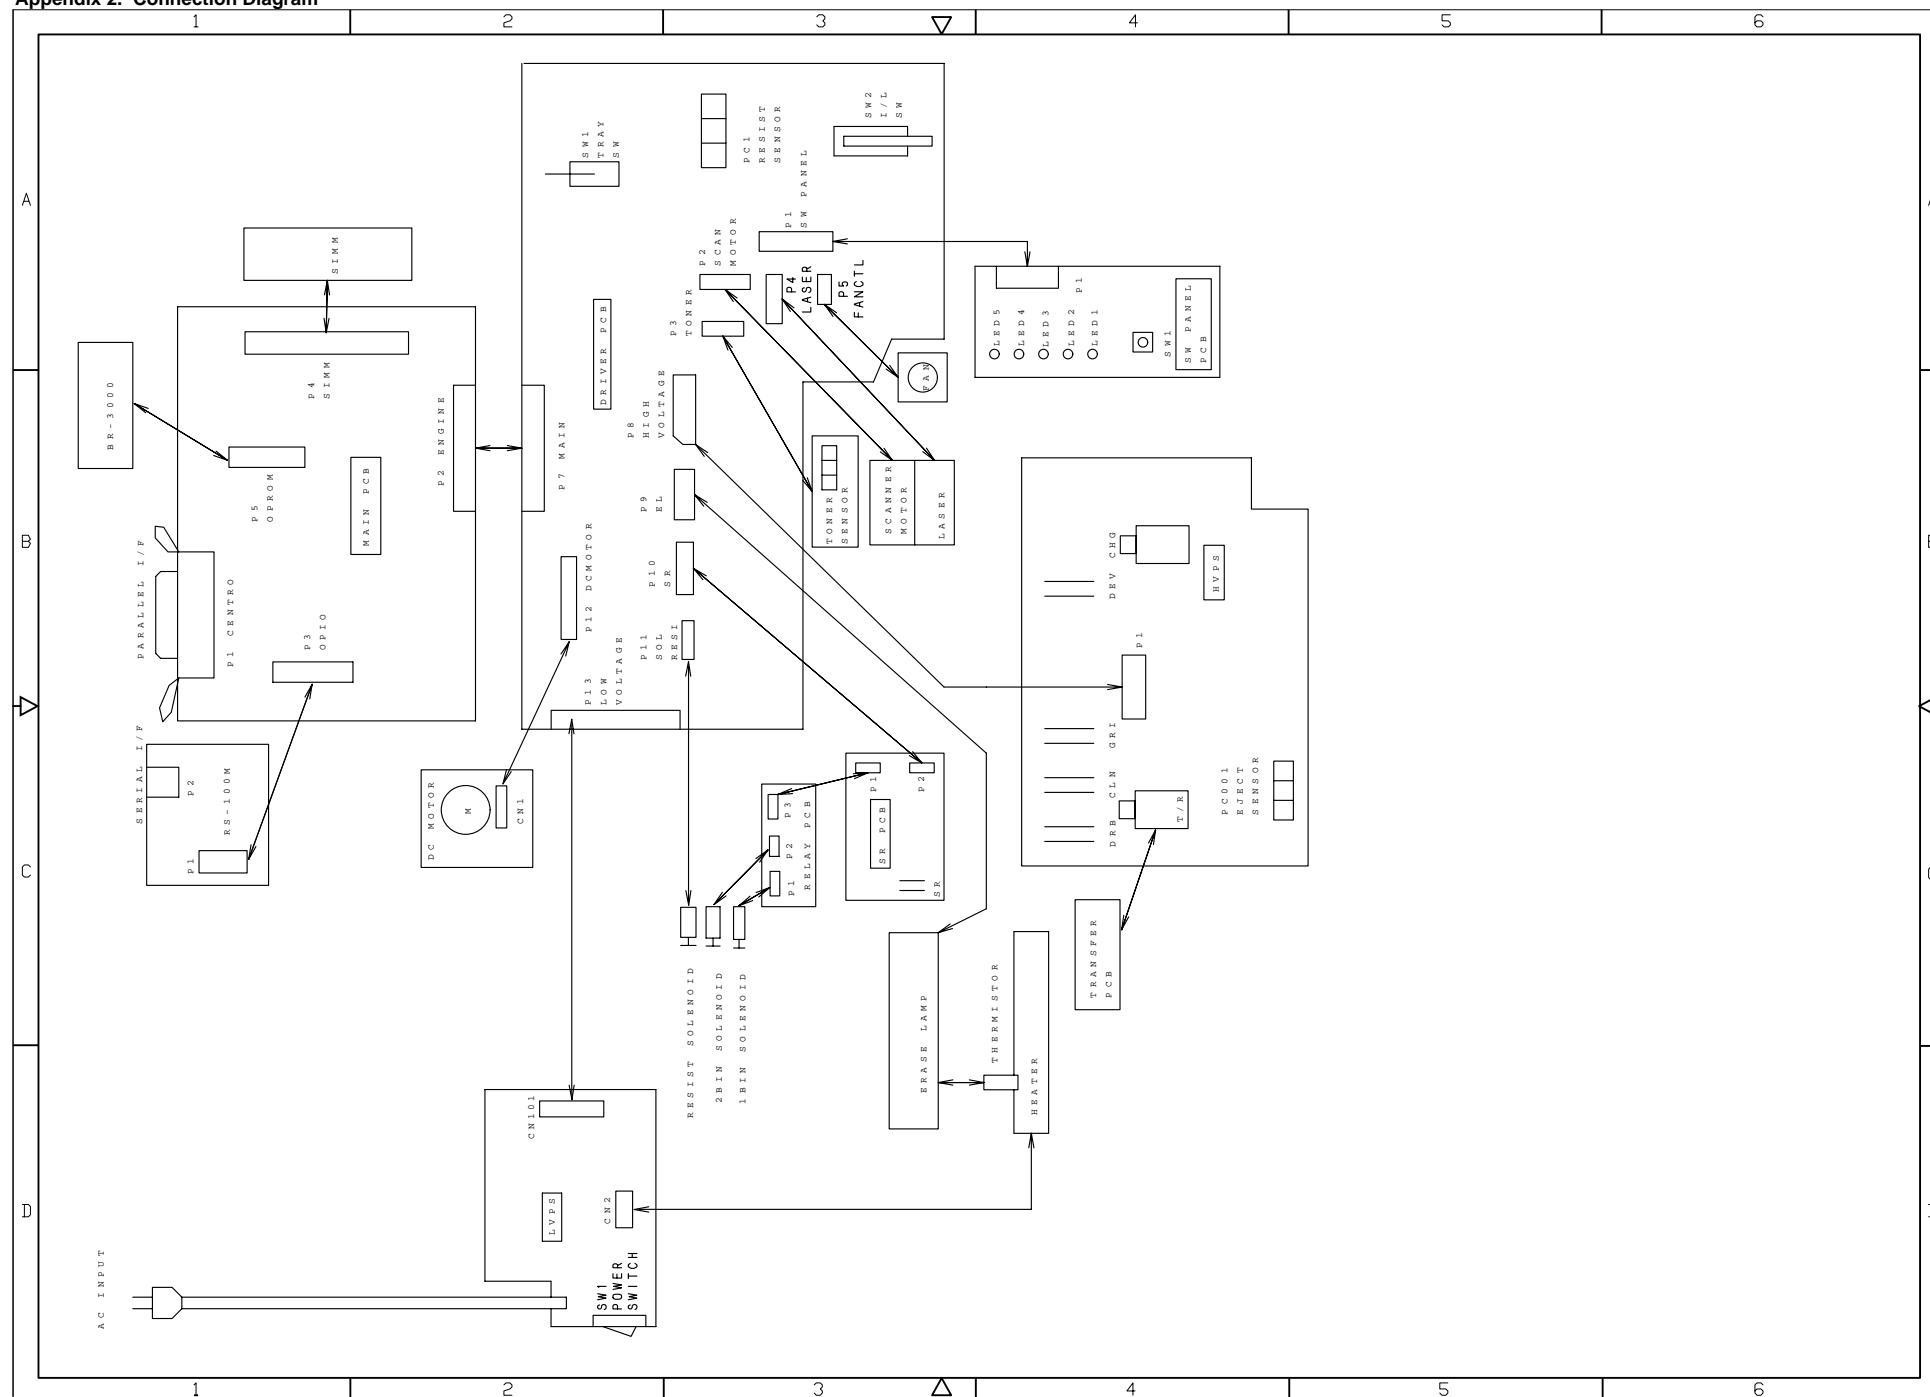 Appendix 2. Connection Diagram
1
2
3
4
5
6
A
SW1
TRAY
SW
PC1
RESIST
SENSOR
SW2
I/L
SW
P1
SW PANEL
P2
SCAN
MOTOR
P3
TONER
P4
LASER
P5
FANCTL
DRIVER PCB
SIMM
P4
SIMM
BR-3000
P5
OPROM
MAIN PCB
P2 ENGINE
P7 MAIN
P8
HIGH
VOLTAGE
P9
EL
P10
SR
P11
SOL
RESI
P12 DCMOTOR
P13
LOW
VOLTAGE
FAN
P1
LED5
LED4
LED3
LED2
LED1
SW1
SW PANEL
PCB
B
PARALLEL I/F
P1 CENTRO
P3
OPIO
TONER
SENSOR
SCANNER
MOTOR
LASER
DEV CHG
HVPS
P1
GRI
CLN
DRB
T/R
PC001
EJECT
SENSOR
C
SERIAL I/F
P2
RS-100M
P1
DC MOTOR
M
CN1
P3
P2
P1
RELAY PCB
P1
P2
SR PCB
SR
RESIST SOLENOID
2BIN SOLENOID
1BIN SOLENOID
ERASE LAMP
THERMISTOR
HEATER
TRANSFER
PCB
D
CN101
LVPS
CN2
SW1
POWER
SWITCH
AC INPUT
1
2
3
4
5
6